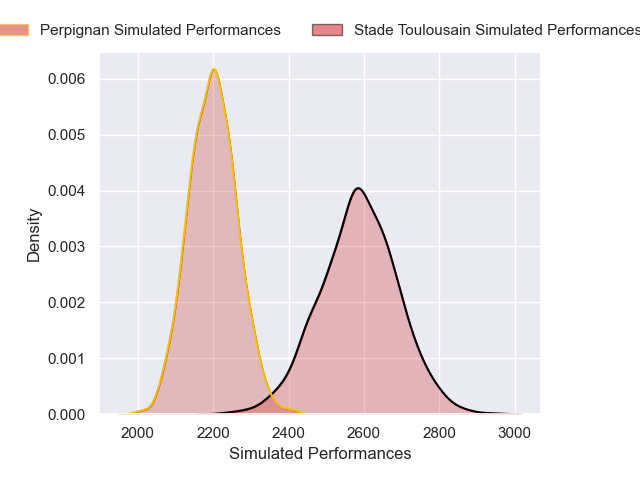 Perpignan Simulated Performances
Stade Toulousain Simulated Performances
0.006
0.005
0.004
0.003
0.002
0.001
0.000
Density
2000 2200 2400 2600 2800 3000
Simulated Performances